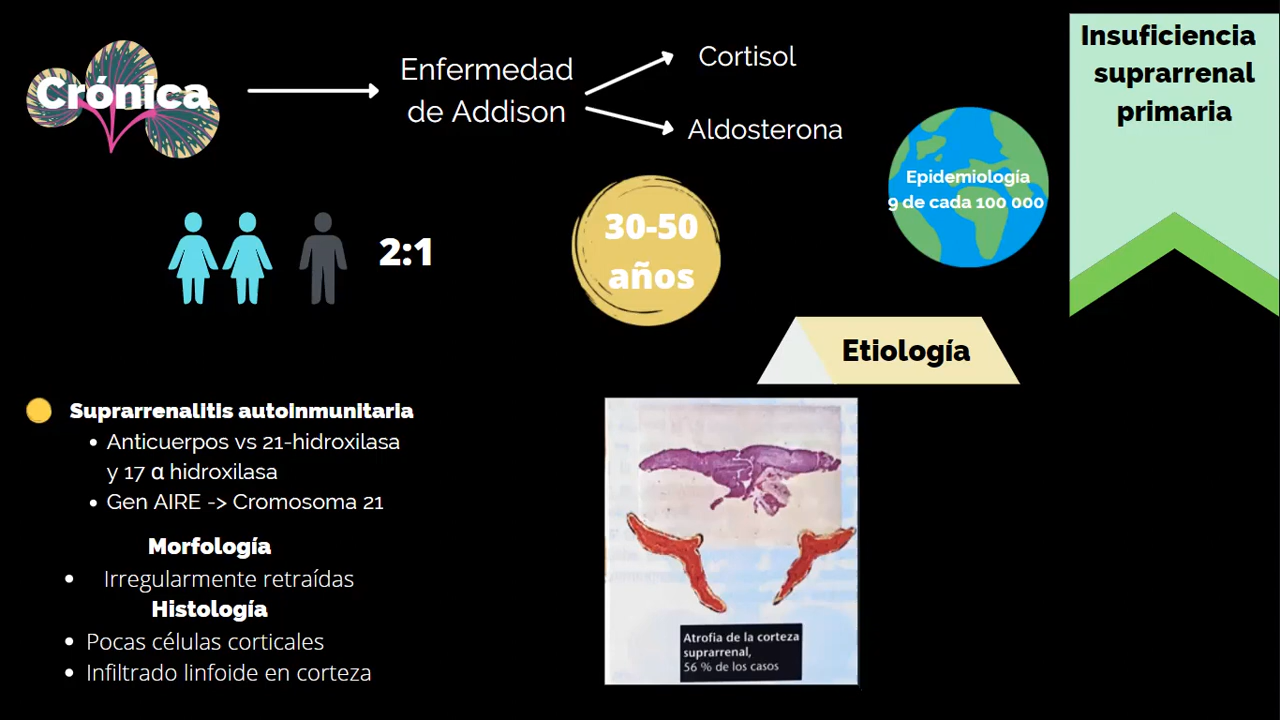 Insuficiencia
suprarrenal
primaria
Crónica
Enfermedad
de Addison
Cortisol
Aldosterona
Epidemiología
9 de cada 100 000
2:1
30-50
años
Etiología
Suprarrenalitis autoinmunitaria
Anticuerpos vs 21-hidroxilasa
y 17 α hidroxilasa
Gen AIRE -> Cromosoma 21
Morfología
Irregularmente retraídas
Histología
Pocas células corticales
Infiltrado linfoide en corteza
Atrofia de la corteza
suprarrenal,
56 % de los casos